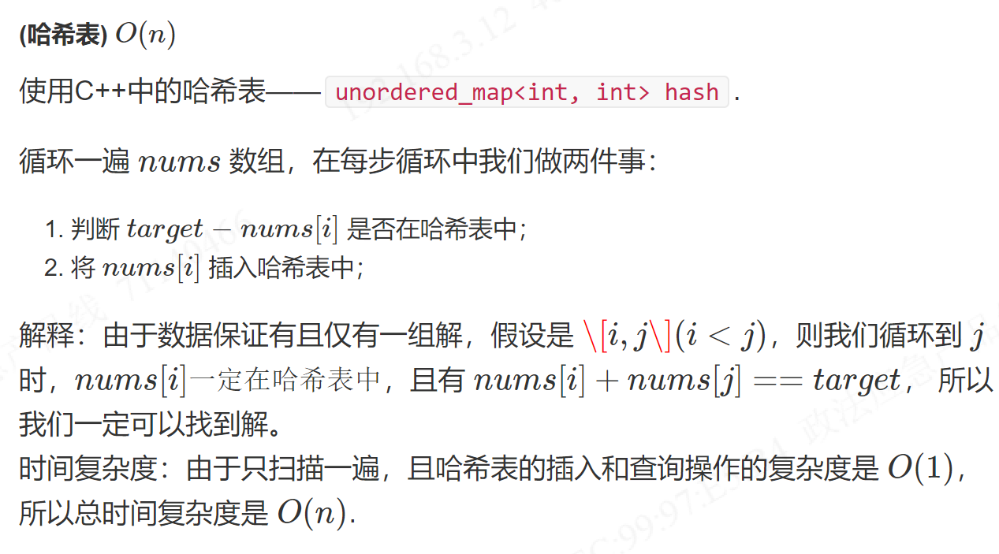 (哈希表) O(n)
使用C++中的哈希表—— unordered_map<int, int> hash .
循环一遍 nums 数组，在每步循环中我们做两件事：
1. 判断 target − nums[i] 是否在哈希表中；
2. 将 nums[i] 插入哈希表中；
解释：由于数据保证有且仅有一组解，假设是 \[i, j\](i < j)，则我们循环到 j
时，nums[i]一定在哈希表中，且有 nums[i] + nums[j] == target， 所以
我们一定可以找到解。
时间复杂度：由于只扫描一遍，且哈希表的插入和查询操作的复杂度是 O(1)，
所以总时间复杂度是 O(n).